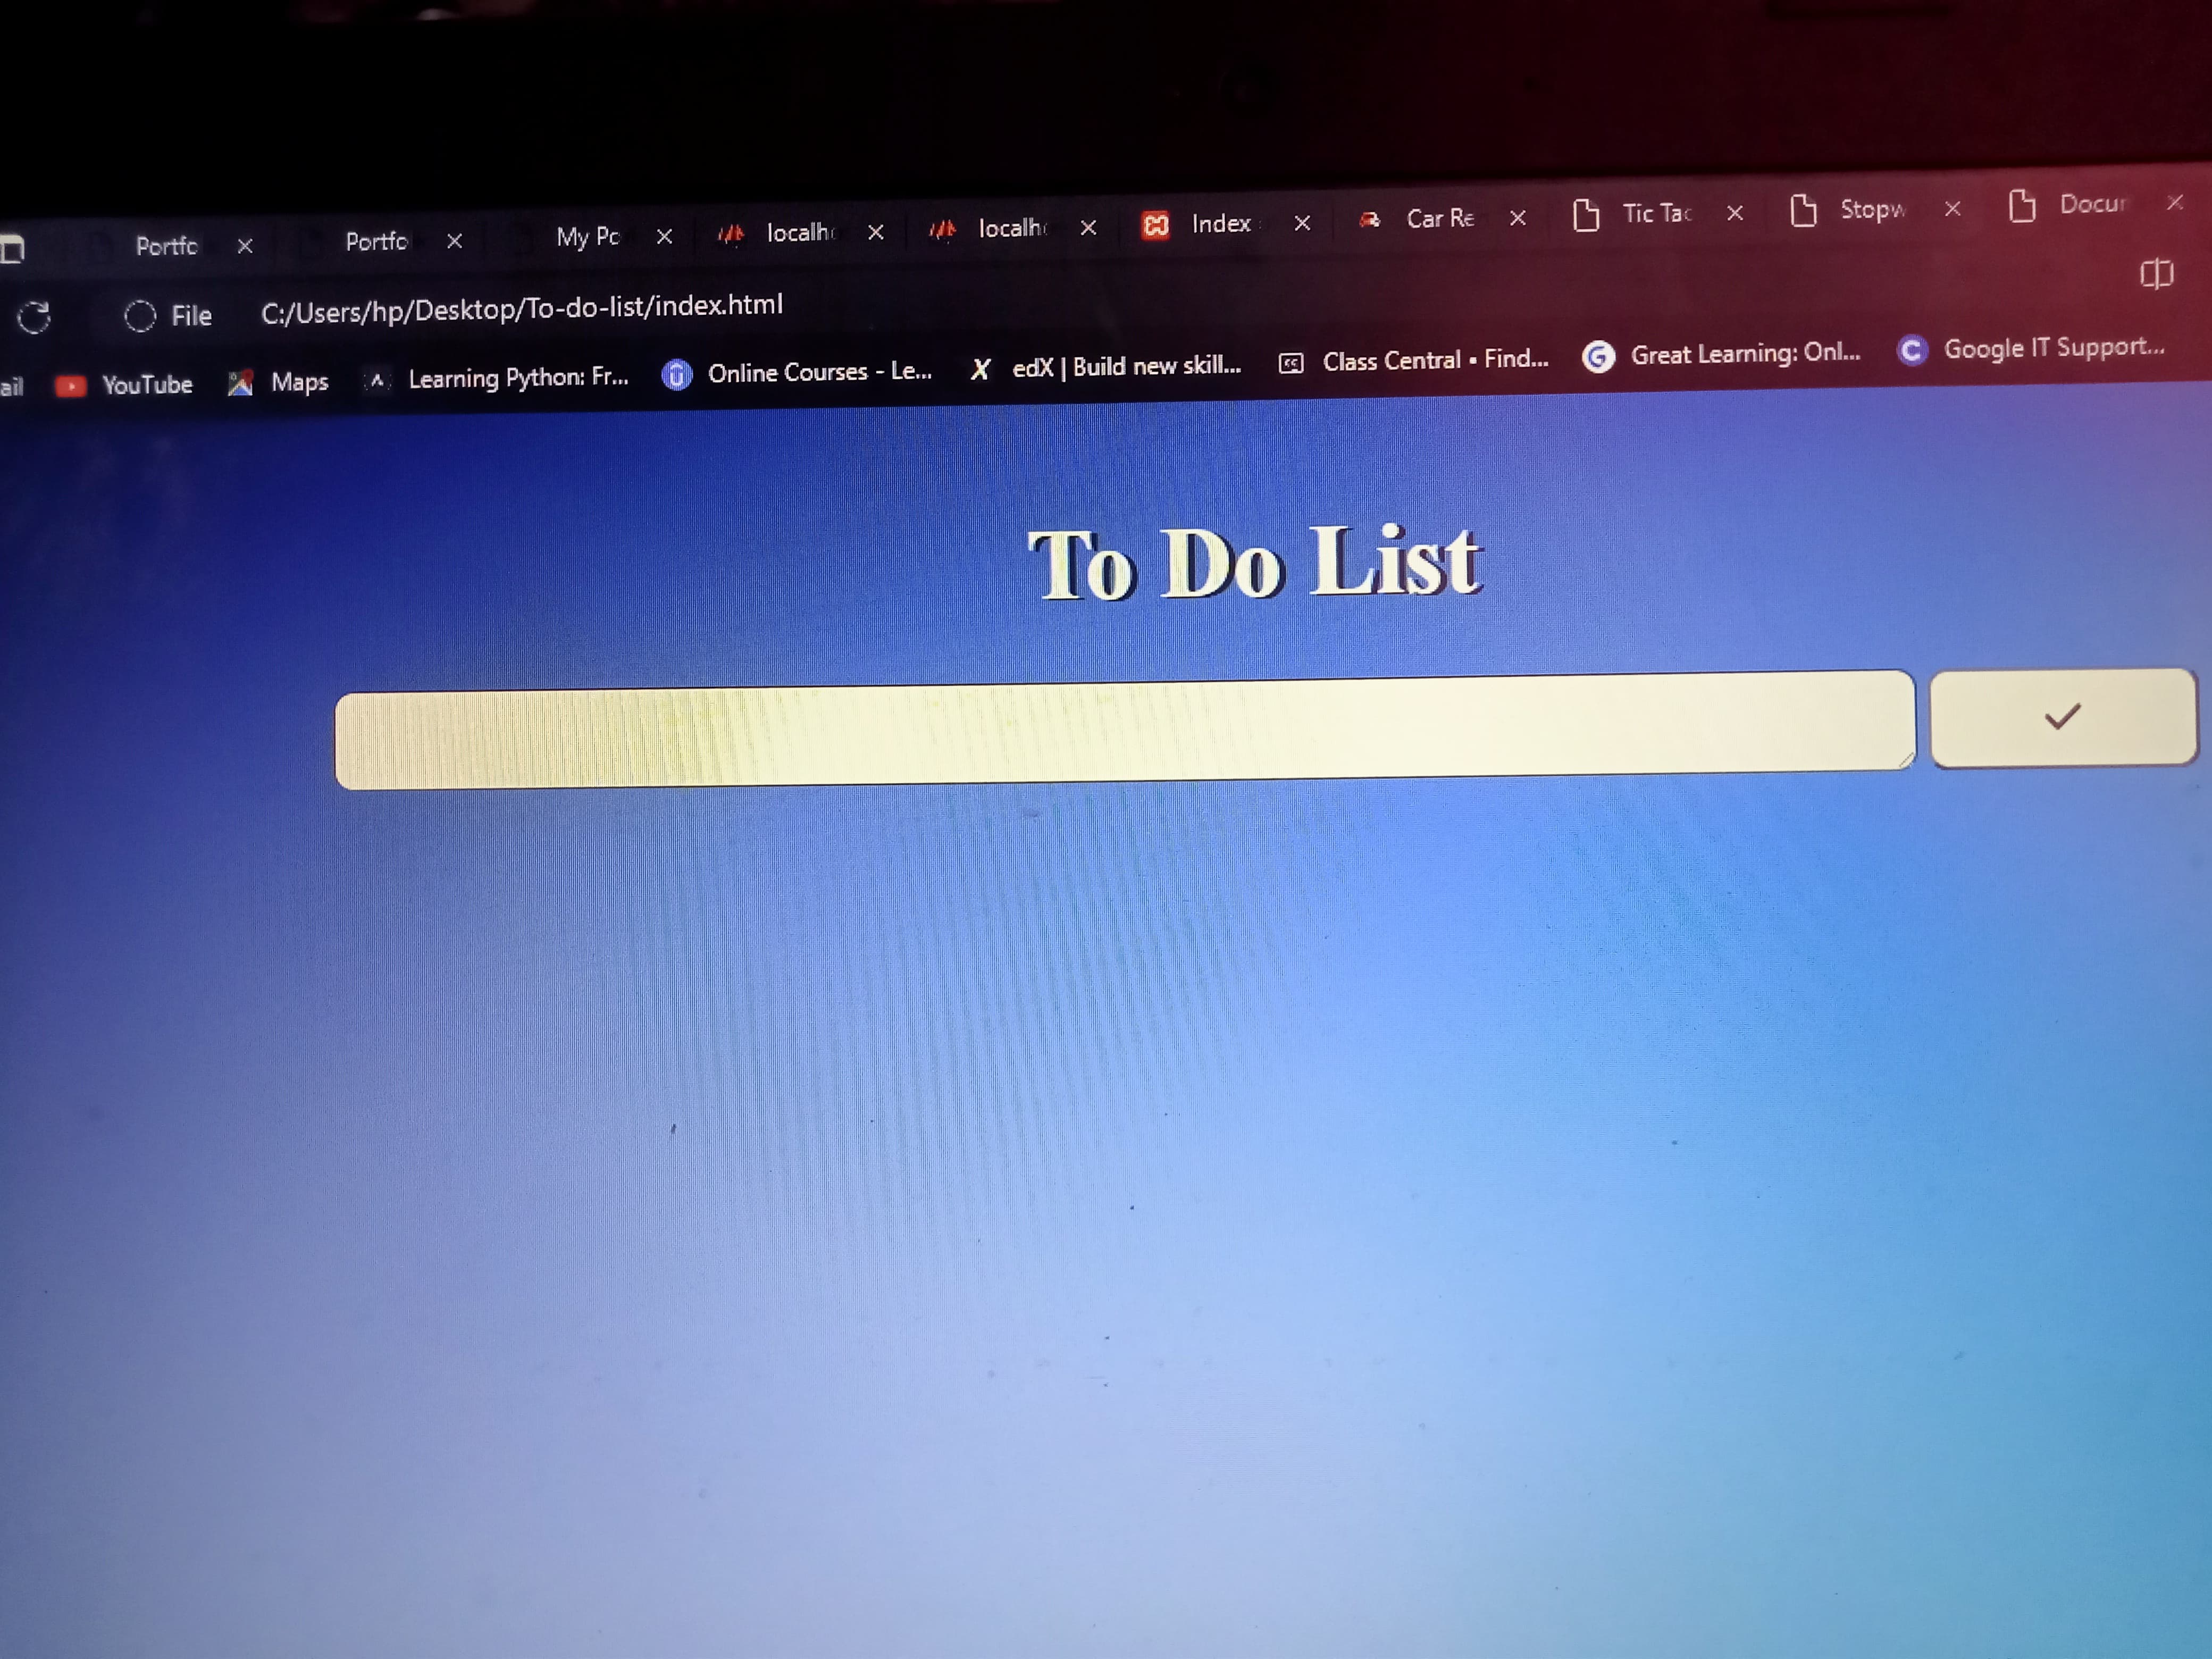 Portfo Portfo My Po localh localh Index Car Re Tic Tac Stopw Docur
File C:/Users/hp/Desktop/To-do-list/index.html
ail YouTube Maps Learning Python: Fr... Online Courses - Le... edX | Build new skill... Class Central • Find... Great Learning: Onl... Google IT Support...
To Do List